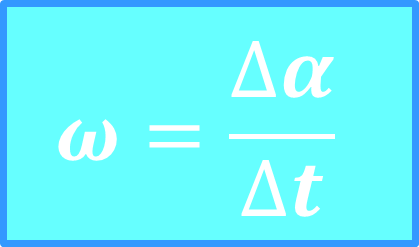 ω = Δα / Δt